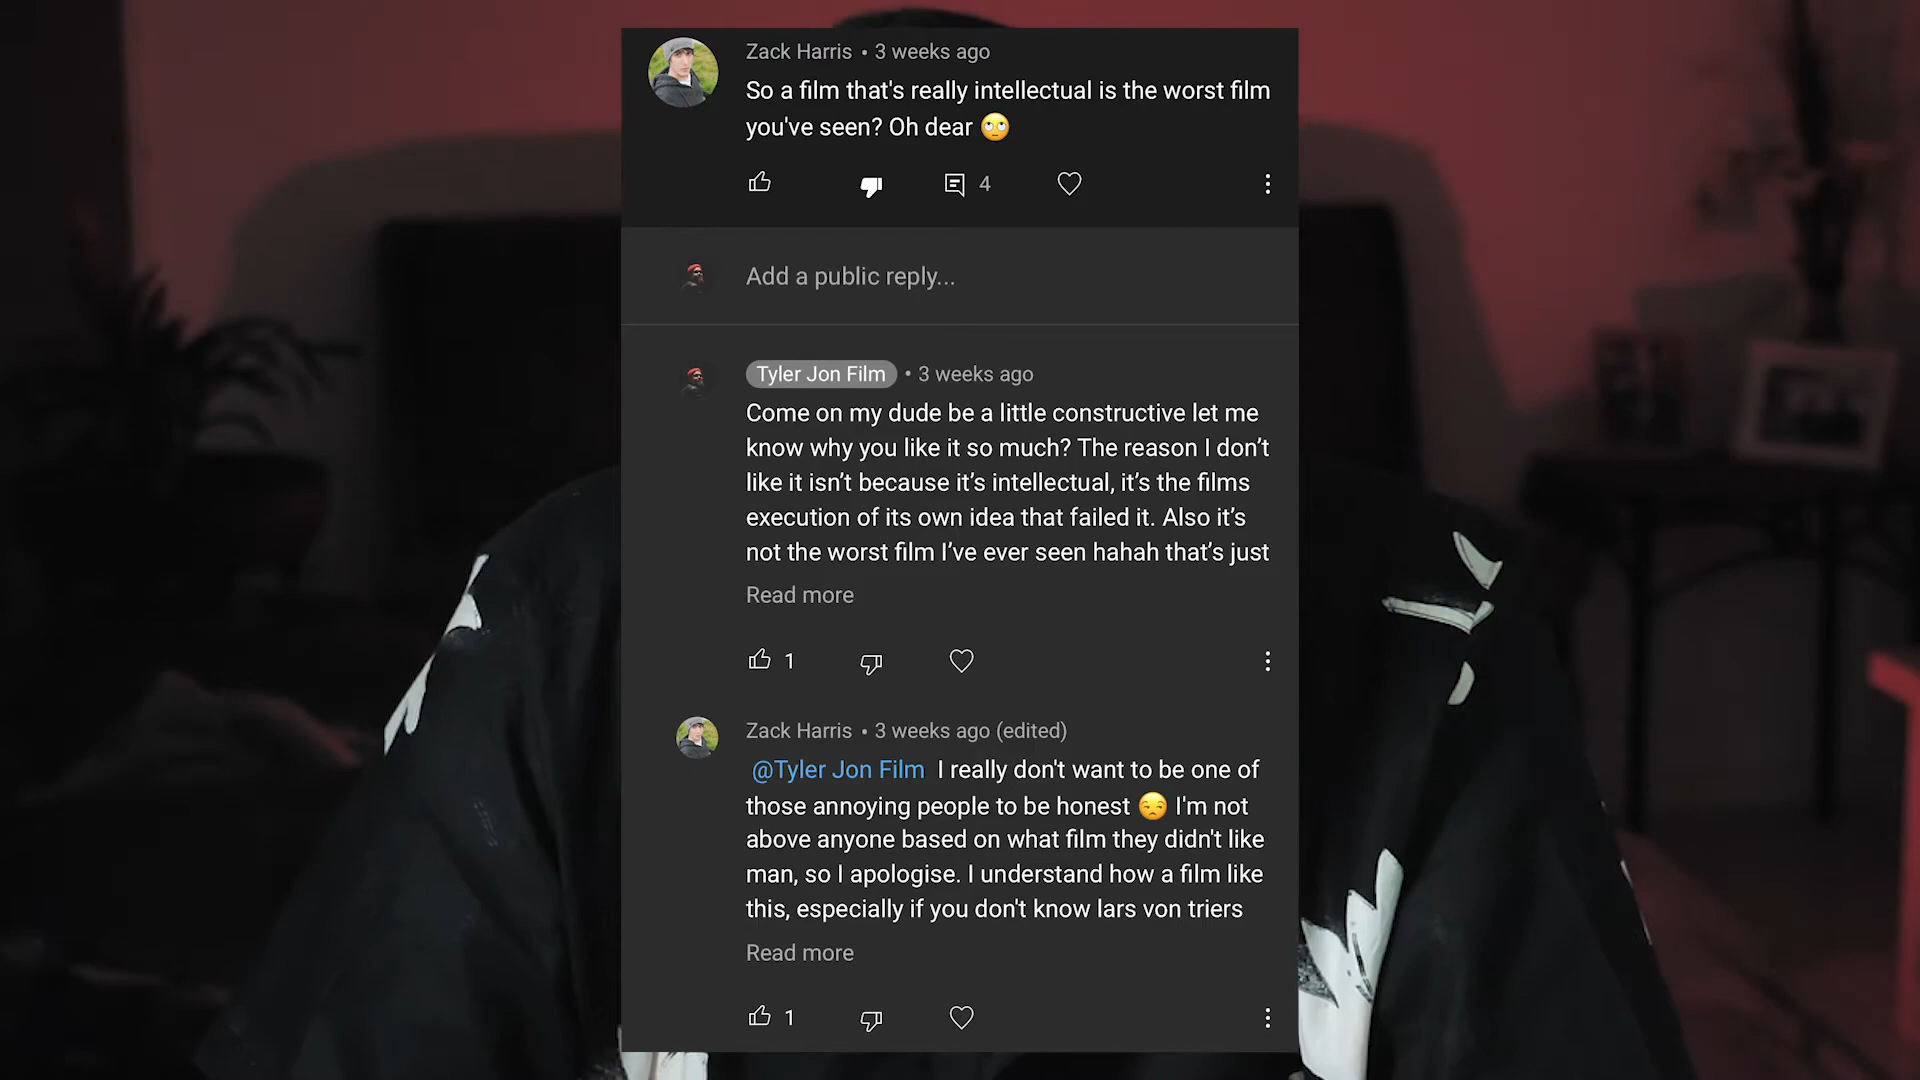 Zack Harris • 3 weeks ago
So a film that's really intellectual is the worst film
you've seen? Oh dear 🙄
4
Add a public reply...
Tyler Jon Film • 3 weeks ago
Come on my dude be a little constructive let me
know why you like it so much? The reason I don’t
like it isn’t because it’s intellectual, it’s the films
execution of its own idea that failed it. Also it’s
not the worst film I’ve ever seen hahah that’s just
Read more
1
Zack Harris • 3 weeks ago (edited)
@Tyler Jon Film I really don't want to be one of
those annoying people to be honest 😒 I'm not
above anyone based on what film they didn't like
man, so I apologise. I understand how a film like
this, especially if you don't know lars von triers
Read more
1